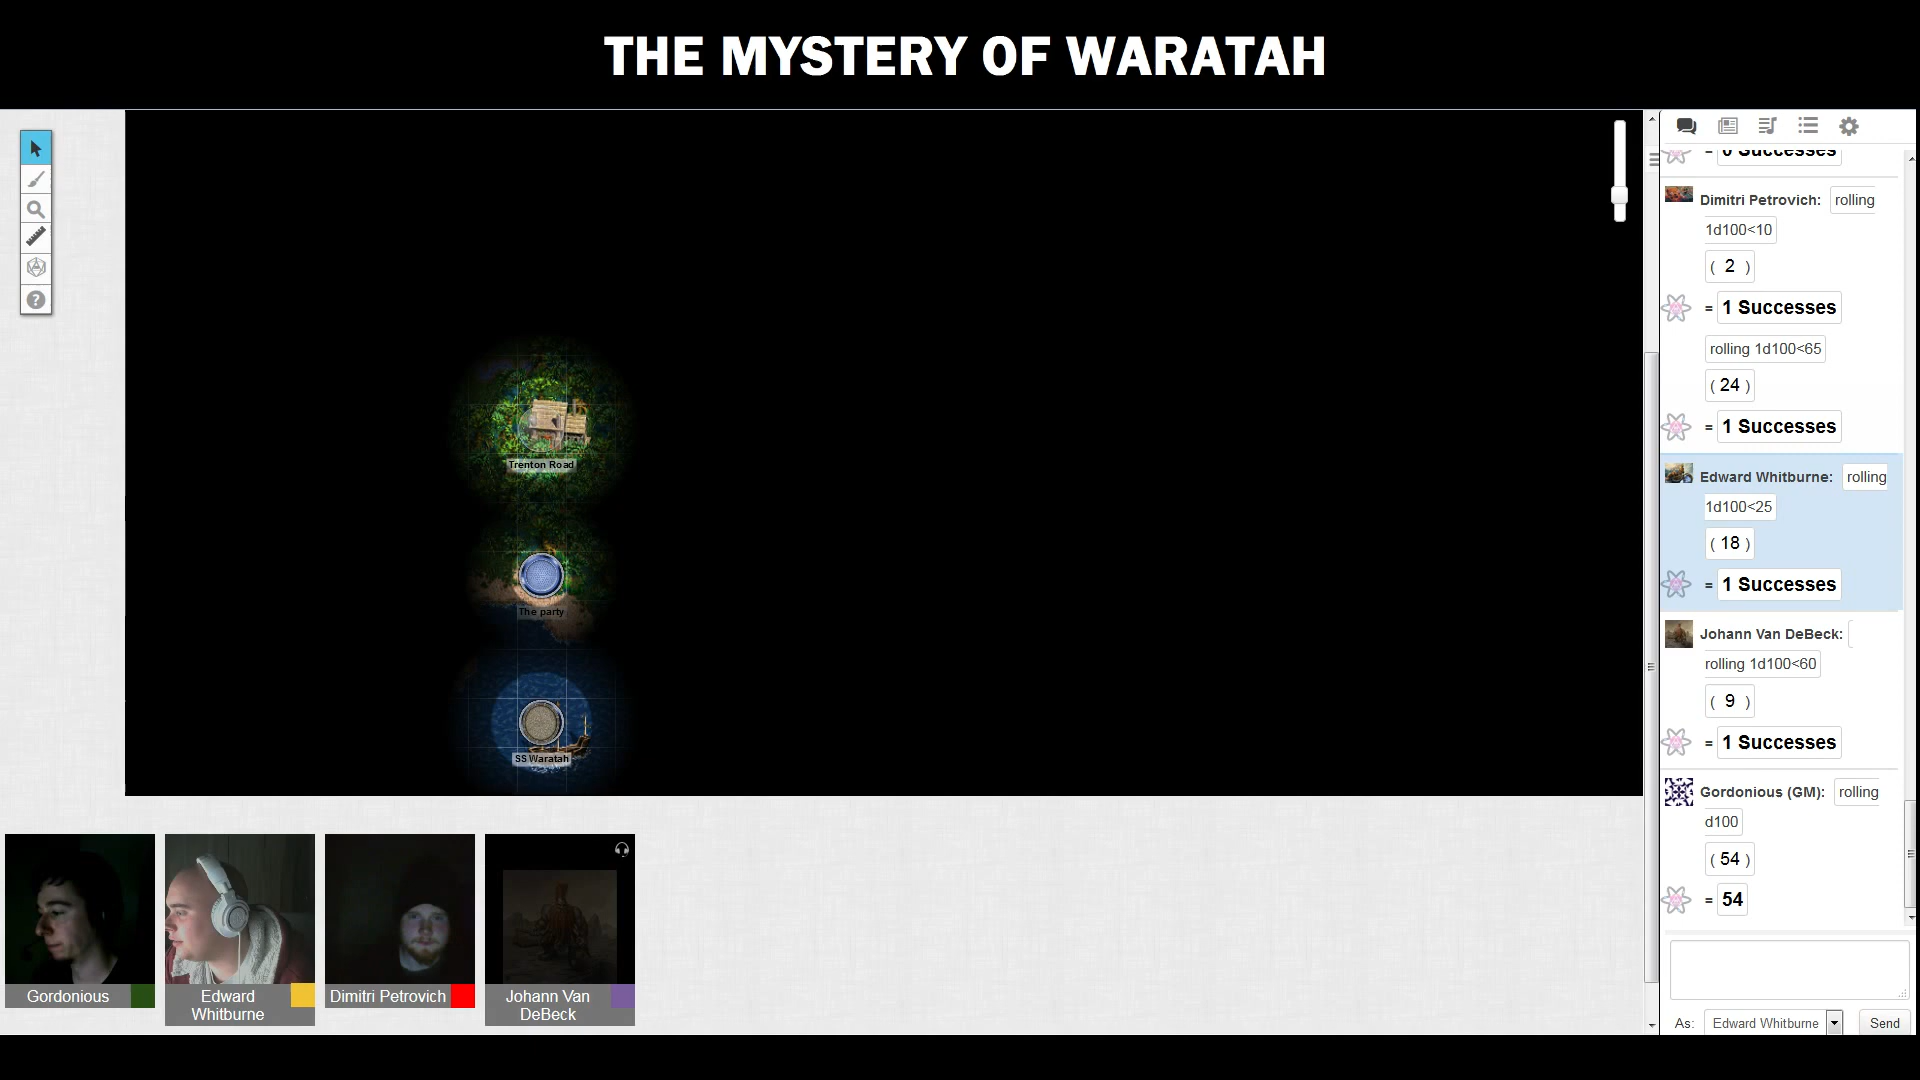 THE MYSTERY OF WARATAH
= 0 Successes
Dimitri Petrovich: rolling
1d100<10
( 2 )
= 1 Successes
rolling 1d100<65
( 24 )
= 1 Successes
Edward Whitburne: rolling
1d100<25
( 18 )
= 1 Successes
Johann Van DeBeck:
rolling 1d100<60
( 9 )
= 1 Successes
Gordonious (GM): rolling
d100
( 54 )
= 54
As: Edward Whitburne Send
Trenton Road
The party
SS Waratah
Gordonious
Edward
Whitburne
Dimitri Petrovich
Johann Van
DeBeck
?